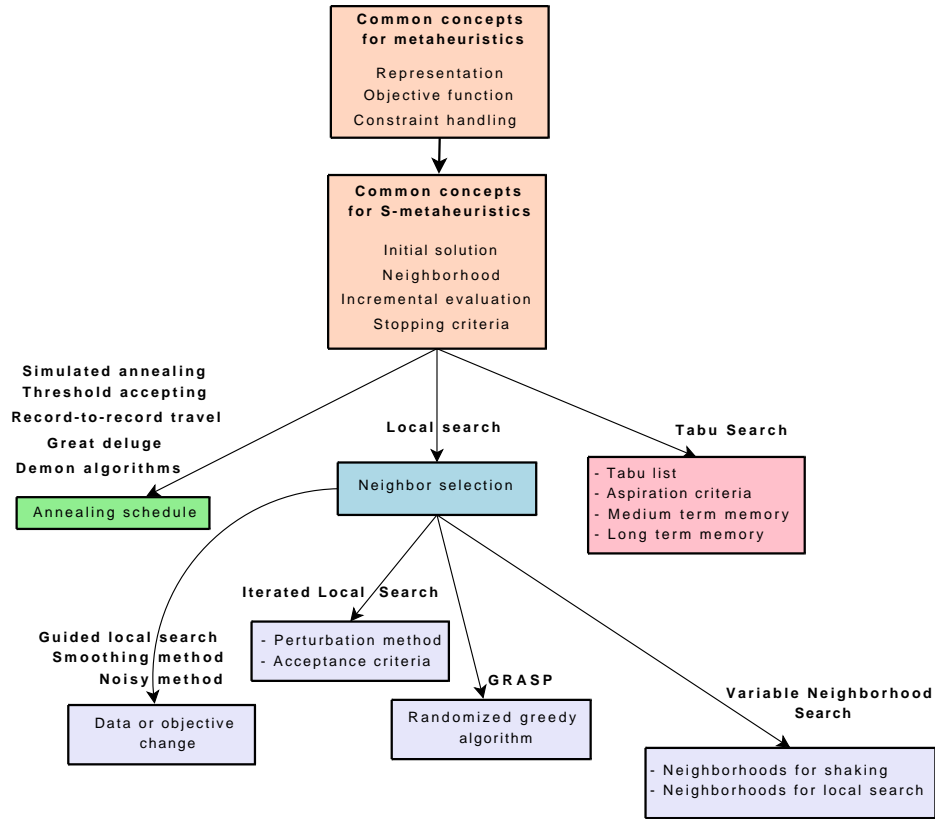 Common concepts
for metaheuristics
Representation
Objective function
Constraint handling
Common concepts
for S-metaheuristics
Initial solution
Neighborhood
Incremental evaluation
Stopping criteria
Simulated annealing
Threshold accepting
Record-to-record travel
Great deluge
Demon algorithms
Local search
Tabu Search
Annealing schedule
Neighbor selection
- Tabu list
- Aspiration criteria
- Medium term memory
- Long term memory
Iterated Local Search
- Perturbation method
- Acceptance criteria
Guided local search
Smoothing method
Noisy method
GRASP
Variable Neighborhood
Search
Data or objective
change
Randomized greedy
algorithm
- Neighborhoods for shaking
- Neighborhoods for local search